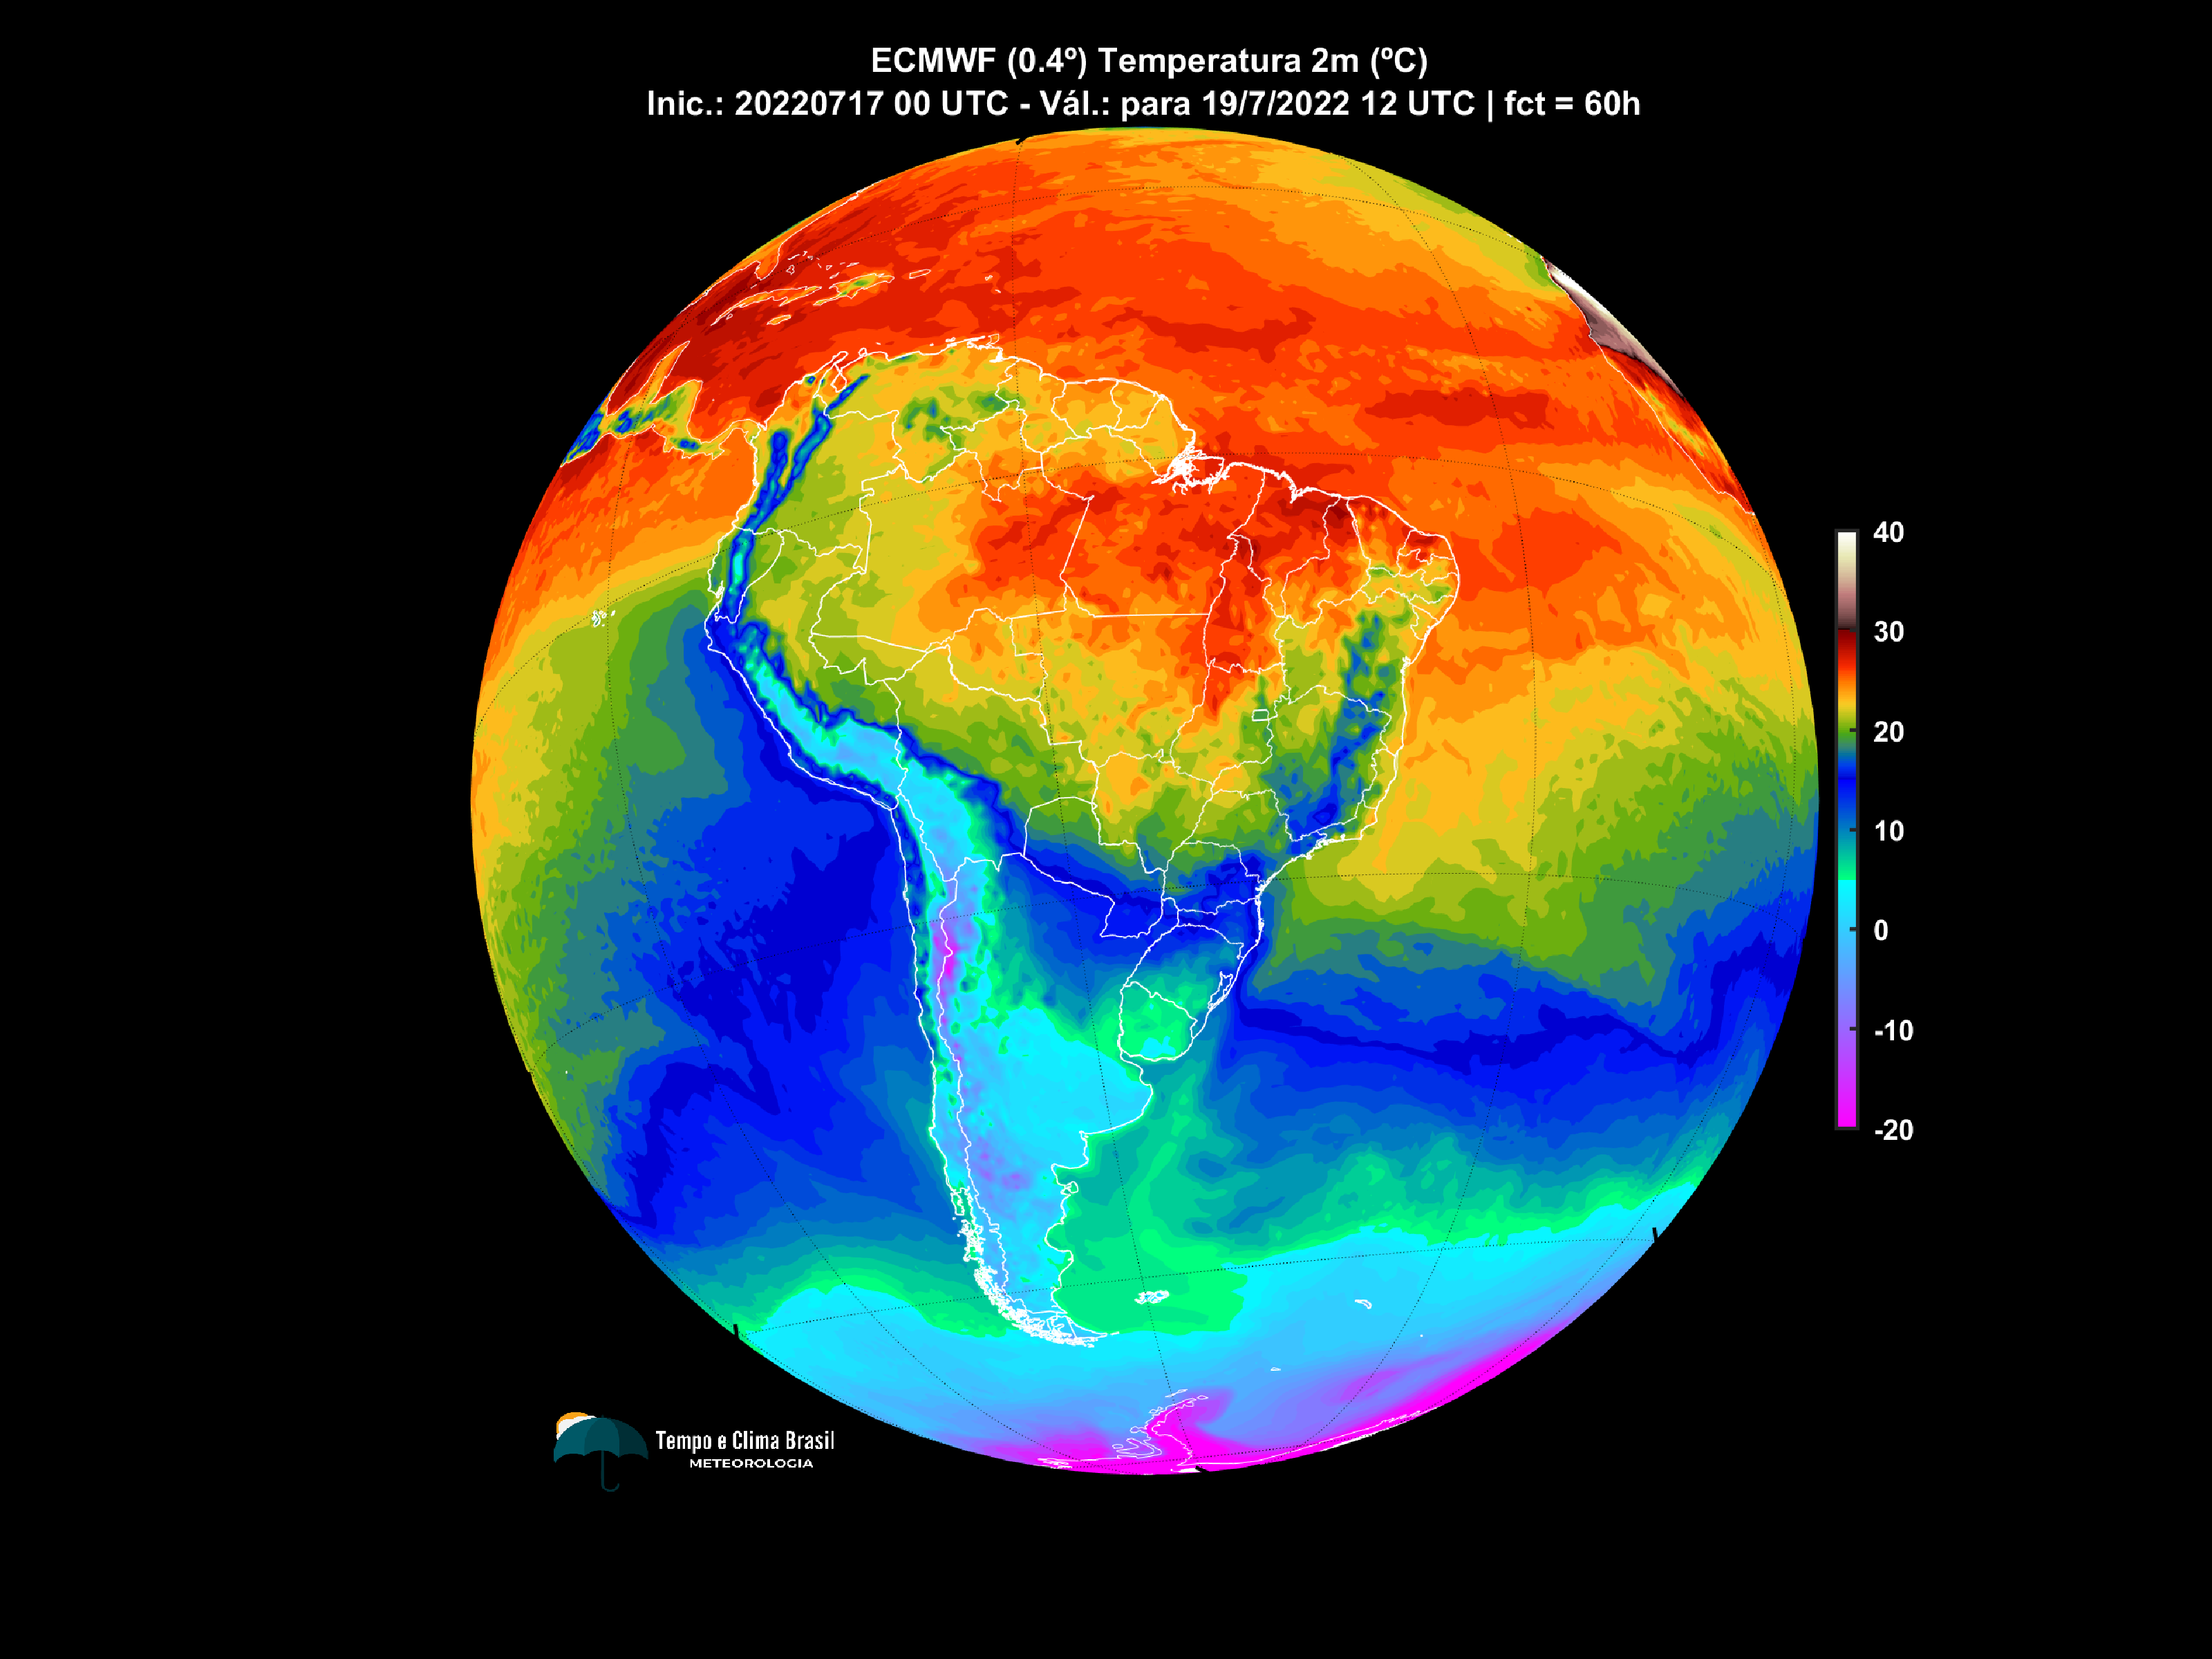 ECMWF (0.4º) Temperatura 2m (ºC)
Inic.: 20220717 00 UTC - Vál.: para 19/7/2022 12 UTC | fct = 60h
40
30
20
10
0
-10
-20
Tempo e Clima Brasil
METEOROLOGIA